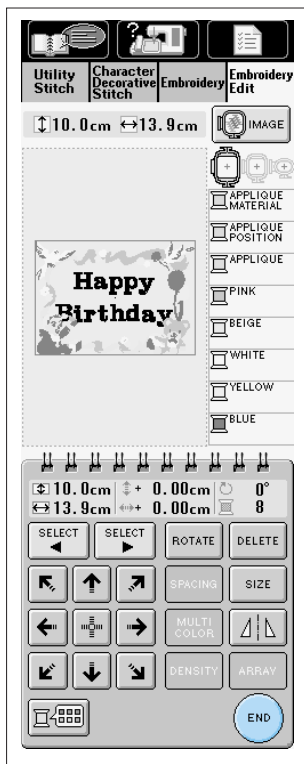 Utility Stitch
Character Decorative Stitch
Embroidery
Embroidery Edit
10.0cm 13.9cm
IMAGE
APPLIQUE MATERIAL
APPLIQUE POSITION
APPLIQUE
PINK
BEIGE
WHITE
YELLOW
BLUE
Happy
Birthday
10.0cm + 0.00cm 0°
13.9cm + 0.00cm 8
SELECT SELECT ROTATE DELETE
SPACING SIZE
MULTI COLOR
DENSITY ARRAY
END